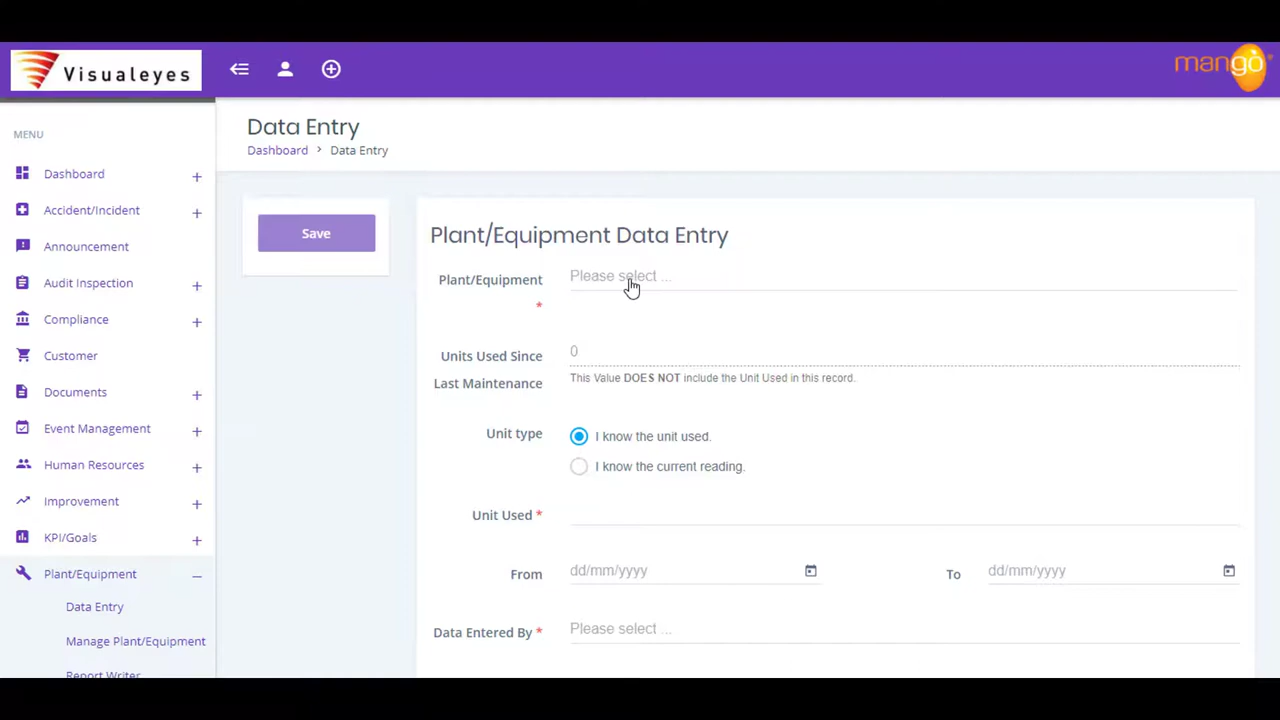 Visualeyes
mango
MENU
Dashboard
Accident/Incident
Announcement
Audit Inspection
Compliance
Customer
Documents
Event Management
Human Resources
Improvement
KPI/Goals
Plant/Equipment
Data Entry
Manage Plant/Equipment
Report Writer
Data Entry
Dashboard > Data Entry
Save
Plant/Equipment Data Entry
Plant/Equipment * Please select ...
Units Used Since Last Maintenance 0
This Value DOES NOT include the Unit Used in this record.
Unit type
I know the unit used.
I know the current reading.
Unit Used *
From dd/mm/yyyy To dd/mm/yyyy
Data Entered By * Please select ...